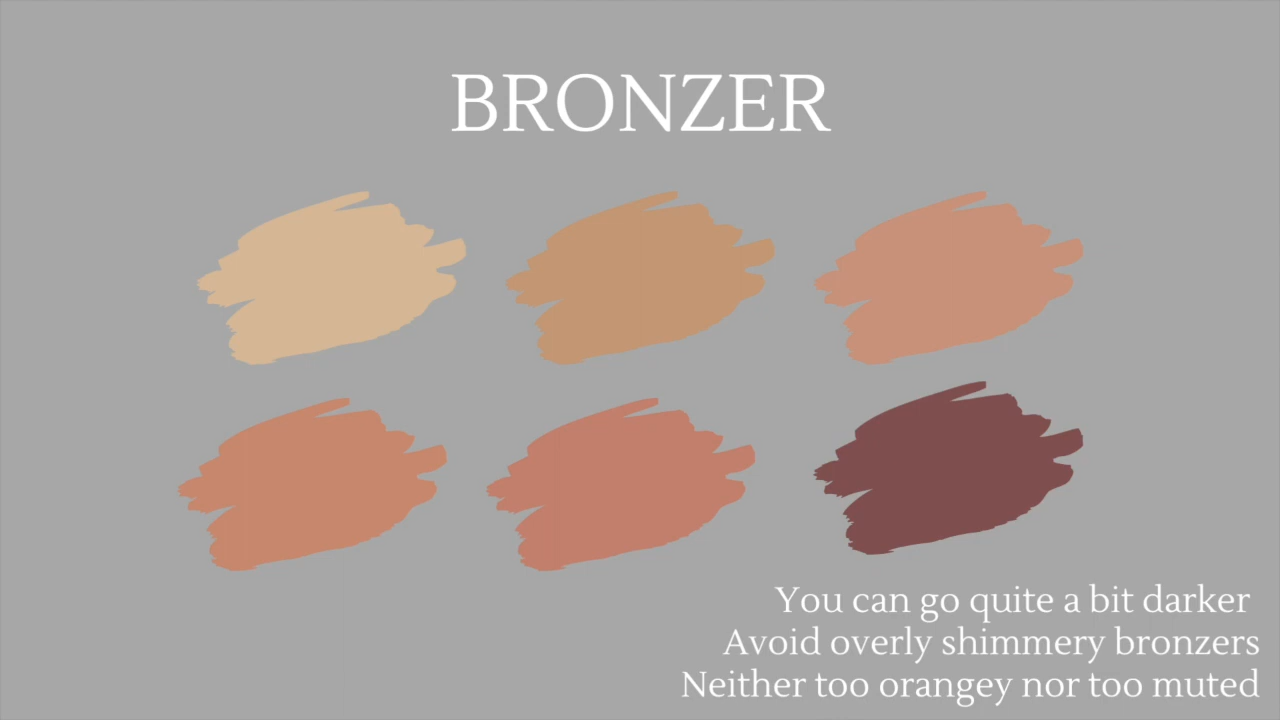 BRONZER
You can go quite a bit darker
Avoid overly shimmery bronzers
Neither too orangey nor too muted